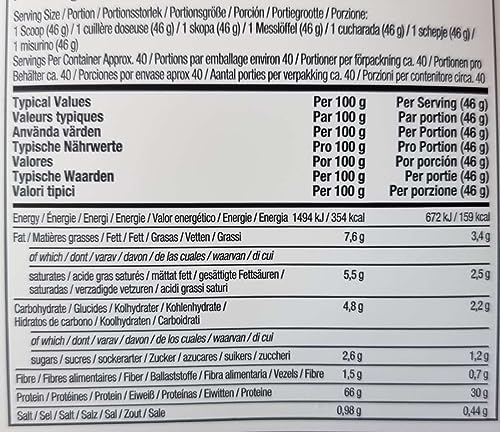 Serving Size / Portion / Portionsstorlek / Portionsgröße / Porción / Portiegrootte / Porzione:
1 Scoop (46 g) / 1 cuillère doseuse (46 g) / 1 skopa (46 g) / 1 Messlöffel (46 g) / 1 cucharada (46 g) / 1 schepje (46 g) /
1 misurino (46 g)
Servings Per Container Approx. 40 / Portions par emballage environ 40 / Portioner per förpackning ca. 40 / Portionen pro
Behälter ca. 40 / Porciones por envase aprox 40 / Aantal porties per verpakking ca. 40 / Porzioni per contenitore circa. 40
Typical Values Per 100 g Per Serving (46 g)
Valeurs typiques Par 100 g Par Portion (46 g)
Använda värden Per 100 g Per Portion (46 g)
Typische Nährwerte Pro 100 g Pro Portion (46 g)
Valores Por 100 g Por porción (46 g)
Typische Waarden Per 100 g Per portie (46 g)
Valori tipici Per 100 g Per porzione (46 g)
Energy / Énergie / Energi / Energie / Valor energético / Energie / Energia 1494 kJ / 354 kcal 672 kJ / 159 kcal
Fat / Matières grasses / Fett / Fett / Grasas / Vetten / Grassi 7,6 g 3,4 g
of which / dont / varav / davon / de las cuales / waarvan / di cui
saturates / acide gras saturés / mättat fett / gesättigte Fettsäuren / 5,5 g 2,5 g
saturadas / verzadigde vetzuren / acidi grassi saturi
Carbohydrate / Glucides / Kolhydrater / Kohlenhydrate / 4,8 g 2,2 g
Hidratos de carbono / Koolhydraten / Carboidrati
of which / dont / varav / davon / de los cuales / waarvan / di cui
sugars / sucres / sockerarter / Zucker / azucares / suikers / zuccheri 2,6 g 1,2 g
Fibre / Fibres alimentaires / Fiber / Ballaststoffe / Fibra alimentaria / Vezels / Fibre 1,5 g 0,7 g
Protein / Protéines / Protein / Eiweiß / Proteínas / Eiwitten / Proteine 66 g 30 g
Salt / Sel / Salt / Salz / Sal / Zout / Sale 0,98 g 0,44 g